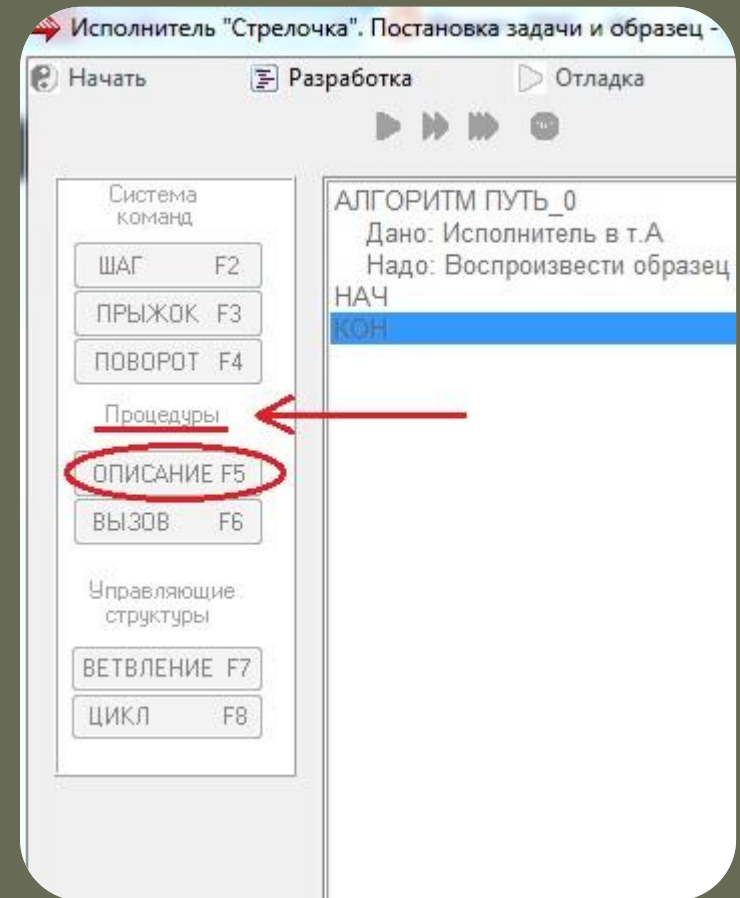 Исполнитель "Стрелочка". Постановка задачи и образец -
Начать Разработка Отладка
Система
команд
ШАГ F2
ПРЫЖОК F3
ПОВОРОТ F4
Процедуры
ОПИСАНИЕ F5
ВЫЗОВ F6
Управляющие
структуры
ВЕТВЛЕНИЕ F7
ЦИКЛ F8
АЛГОРИТМ ПУТЬ_0
Дано: Исполнитель в т.А
Надо: Воспроизвести образец
НАЧ
КОН